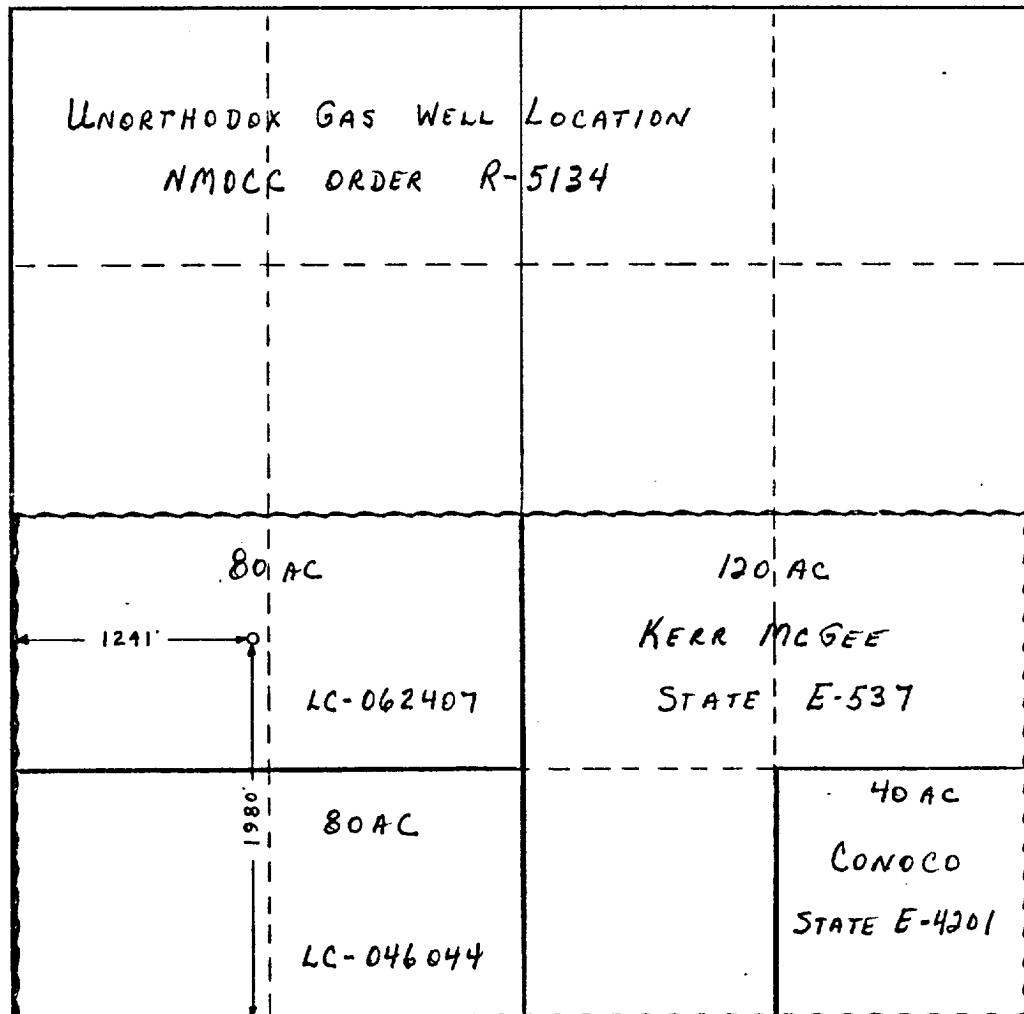 UNORTHODOX GAS WELL LOCATION
NMOCC ORDER R-5134
80 AC
1241'
LC-062407
120 AC
KERR MCGEE
STATE E-537
1980'
80 AC
LC-046044
40 AC
CONOCO
STATE E-4201